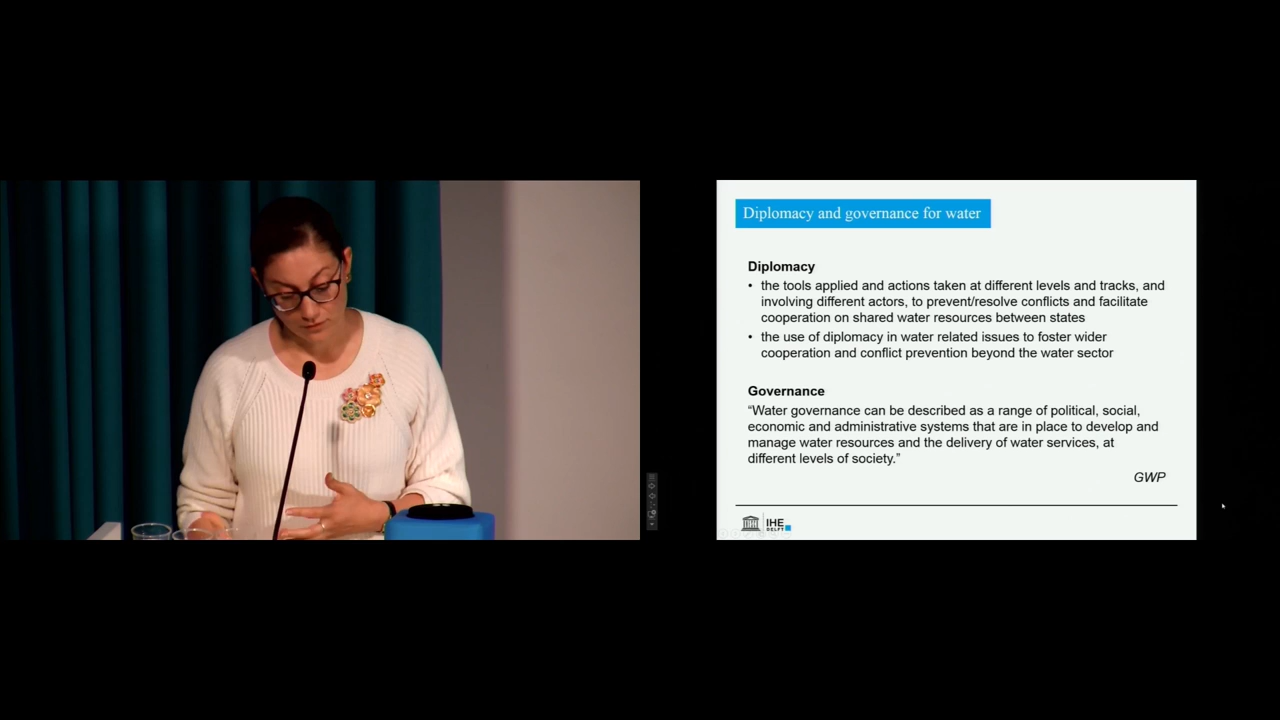 Diplomacy and governance for water
Diplomacy
• the tools applied and actions taken at different levels and tracks, and
involving different actors, to prevent/resolve conflicts and facilitate
cooperation on shared water resources between states
• the use of diplomacy in water related issues to foster wider
cooperation and conflict prevention beyond the water sector
Governance
“Water governance can be described as a range of political, social,
economic and administrative systems that are in place to develop and
manage water resources and the delivery of water services, at
different levels of society.”
GWP
IHE
DELFT